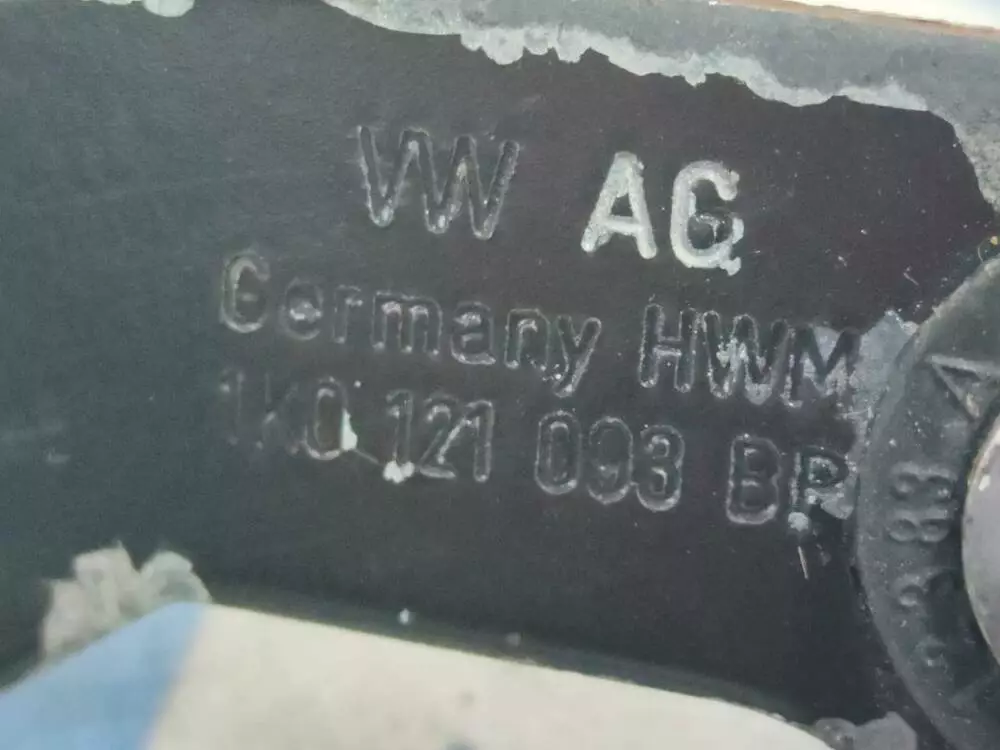 VW AG
Germany HWM
1K0 121 093 BP